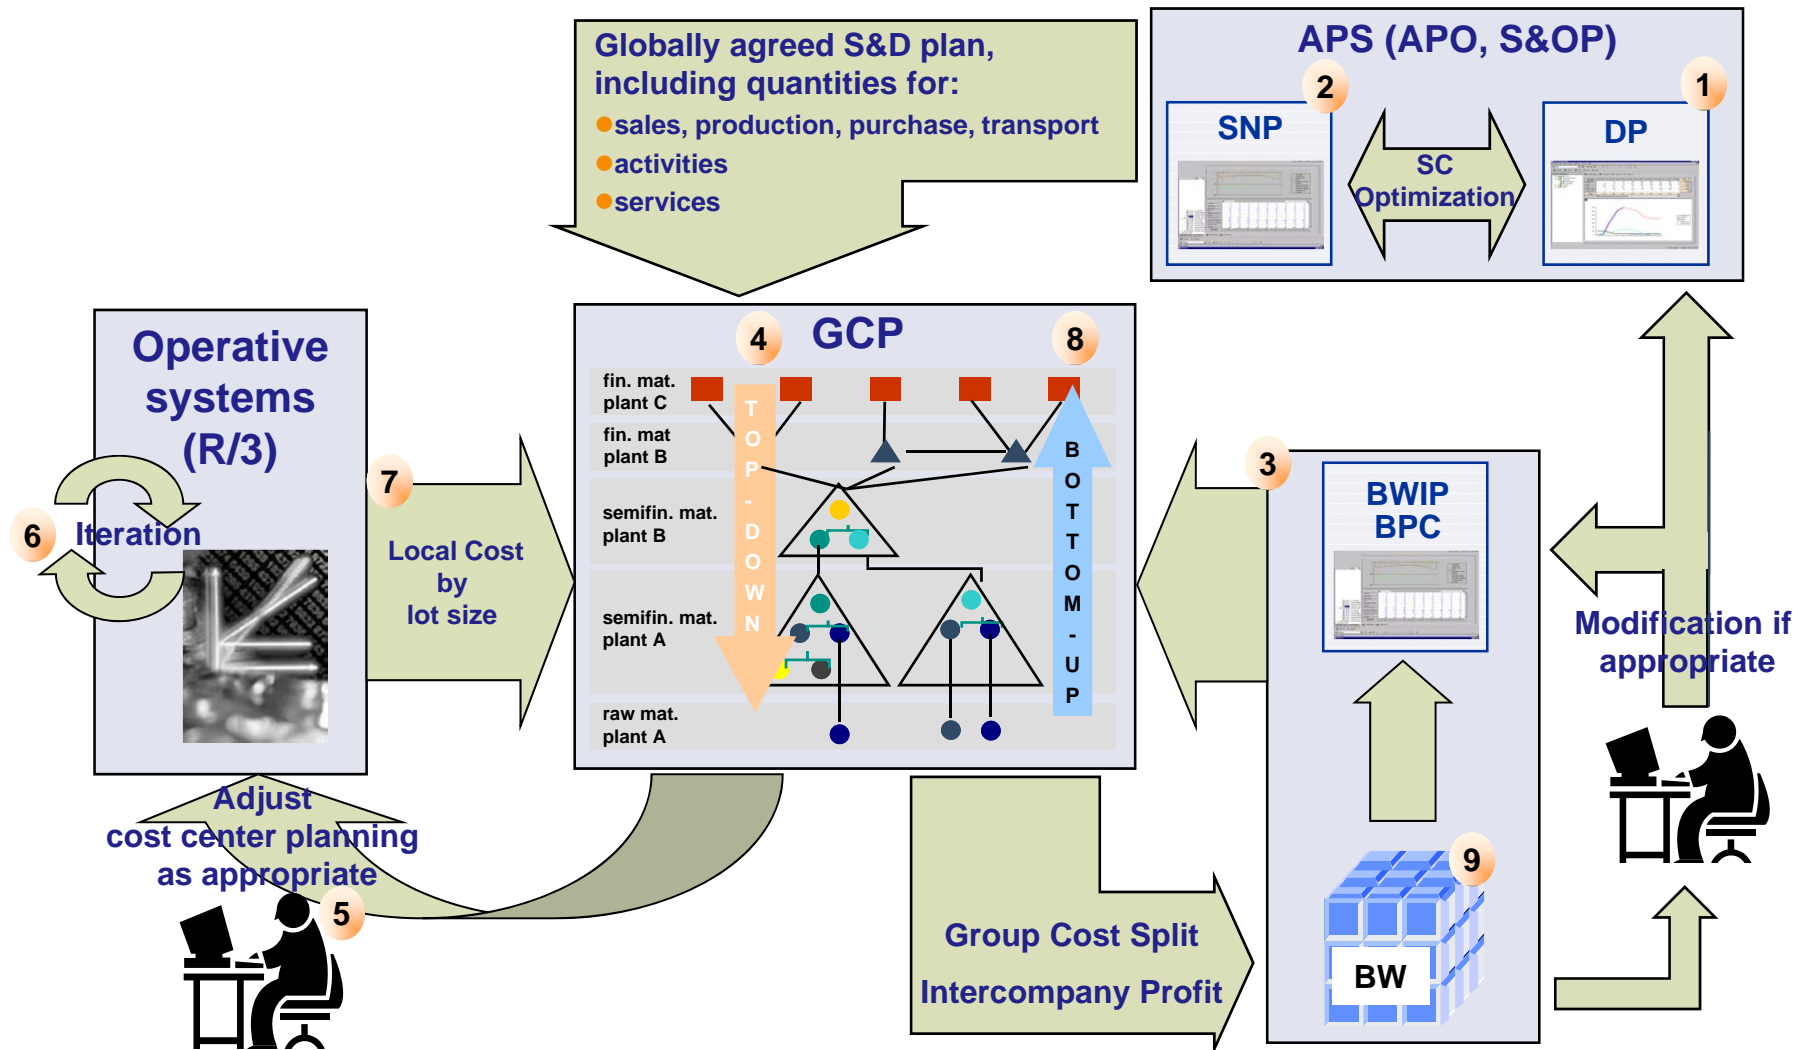 Globally agreed S&D plan,
including quantities for:
sales, production, purchase, transport
activities
services
APS (APO, S&OP)
2
1
SNP
DP
SC
Optimization
Operative
systems
(R/3)
6
Iteration
7
Local Cost
by
lot size
GCP
4
8
fin. mat.
plant C
fin. mat
plant B
semifin. mat.
plant B
semifin. mat.
plant A
raw mat.
plant A
TOP-DOWN
BOTTOM-UP
3
BWIP
BPC
Modification if
appropriate
Adjust
cost center planning
as appropriate
5
Group Cost Split
Intercompany Profit
9
BW